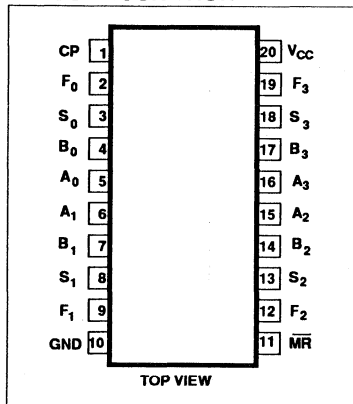 CP 1 20 VCC
F0 2 19 F3
S0 3 18 S3
B0 4 17 B3
A0 5 16 A3
A1 6 15 A2
B1 7 14 B2
S1 8 13 S2
F1 9 12 F2
GND 10 11 M̅R̅
TOP VIEW